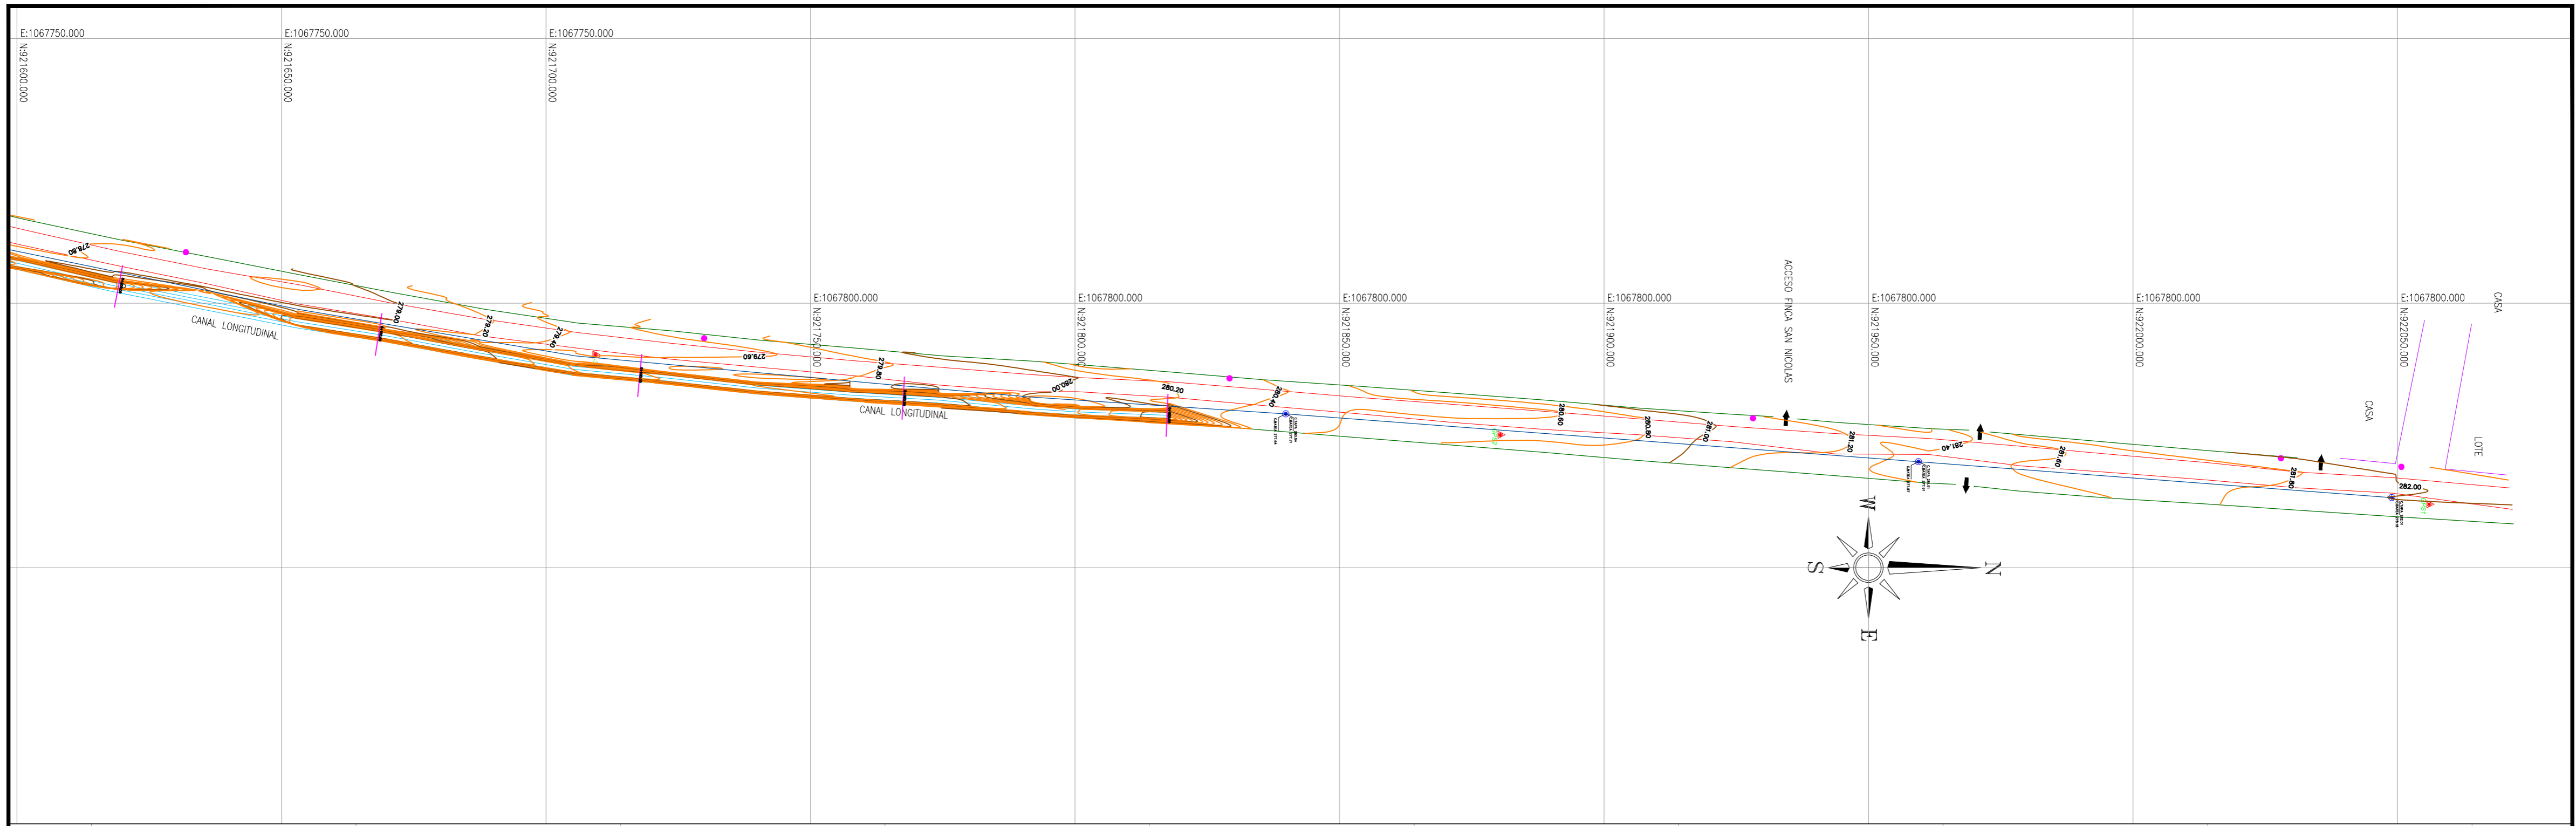 E:1067750.000
E:1067750.000
E:1067750.000
N:921600.000
N:921650.000
N:921700.000
E:1067800.000
E:1067800.000
E:1067800.000
E:1067800.000
E:1067800.000
E:1067800.000
E:1067800.000
N:921750.000
N:921800.000
N:921850.000
N:921900.000
N:921950.000
N:922000.000
N:922050.000
ACCESO FINCA SAN NICOLAS
CASA
CASA
LOTE
278.80
279.00
279.20
279.40
279.60
279.80
280.00
280.20
280.40
280.60
280.80
281.00
281.20
281.40
281.60
281.80
282.00
CANAL LONGITUDINAL
CANAL LONGITUDINAL
W
S
N
E